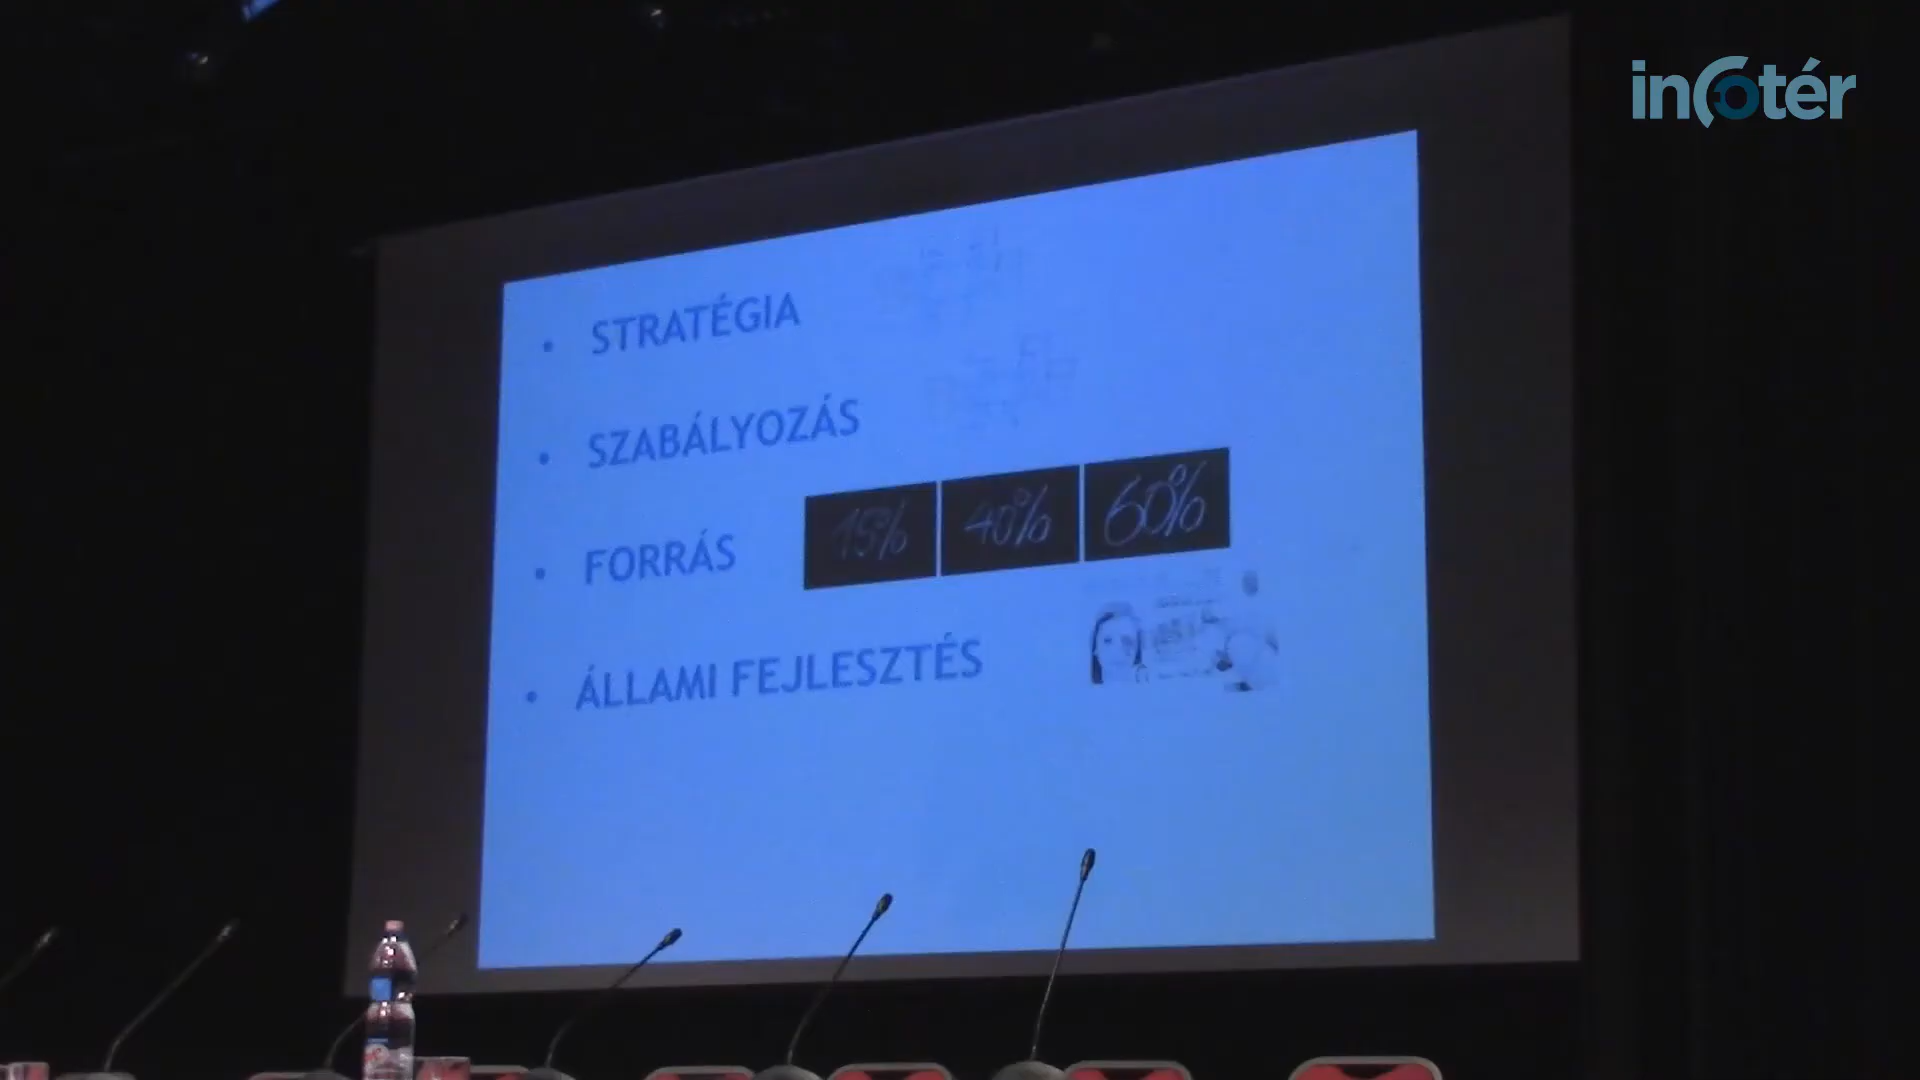 infotér
• STRATÉGIA
• SZABÁLYOZÁS
• FORRÁS 15% 40% 60%
• ÁLLAMI FEJLESZTÉS